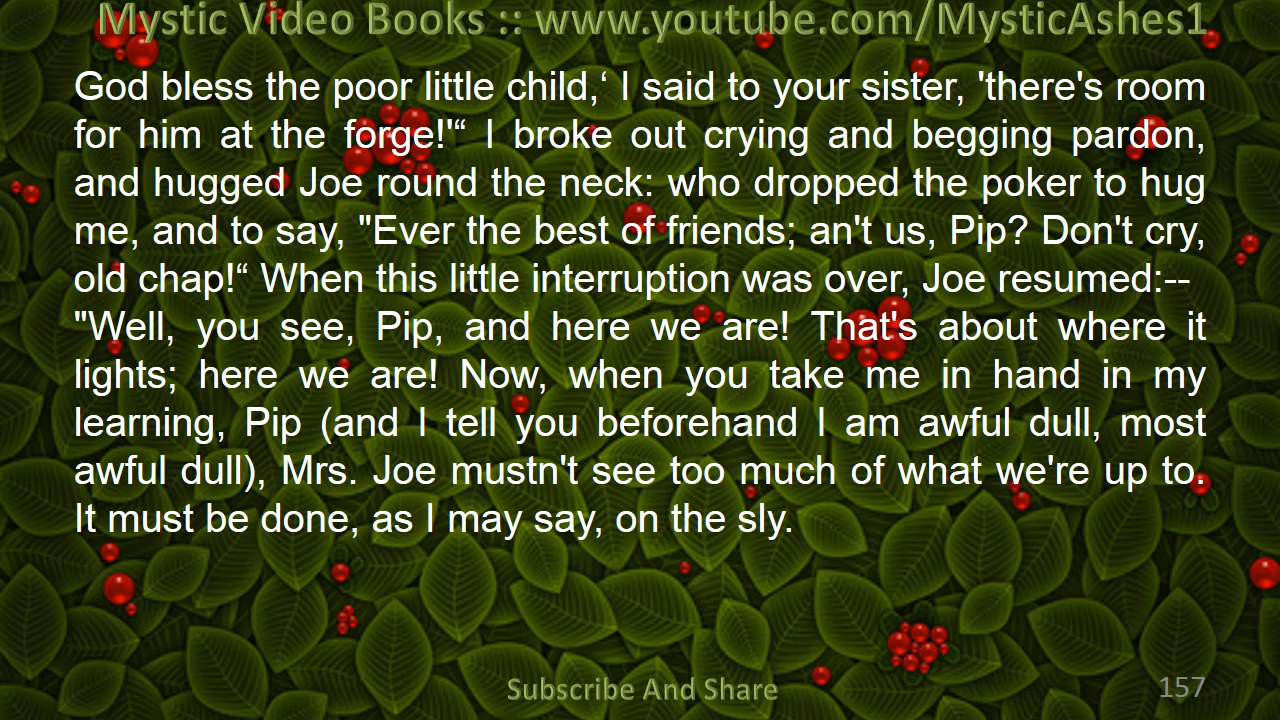 Mystic Video Books :: www.youtube.com/MysticAshes1
God bless the poor little child,‘ I said to your sister, 'there's room
for him at the forge!'“ I broke out crying and begging pardon,
and hugged Joe round the neck: who dropped the poker to hug
me, and to say, "Ever the best of friends; an't us, Pip? Don't cry,
old chap!“ When this little interruption was over, Joe resumed:--
"Well, you see, Pip, and here we are! That's about where it
lights; here we are! Now, when you take me in hand in my
learning, Pip (and I tell you beforehand I am awful dull, most
awful dull), Mrs. Joe mustn't see too much of what we're up to.
It must be done, as I may say, on the sly.
Subscribe And Share
157